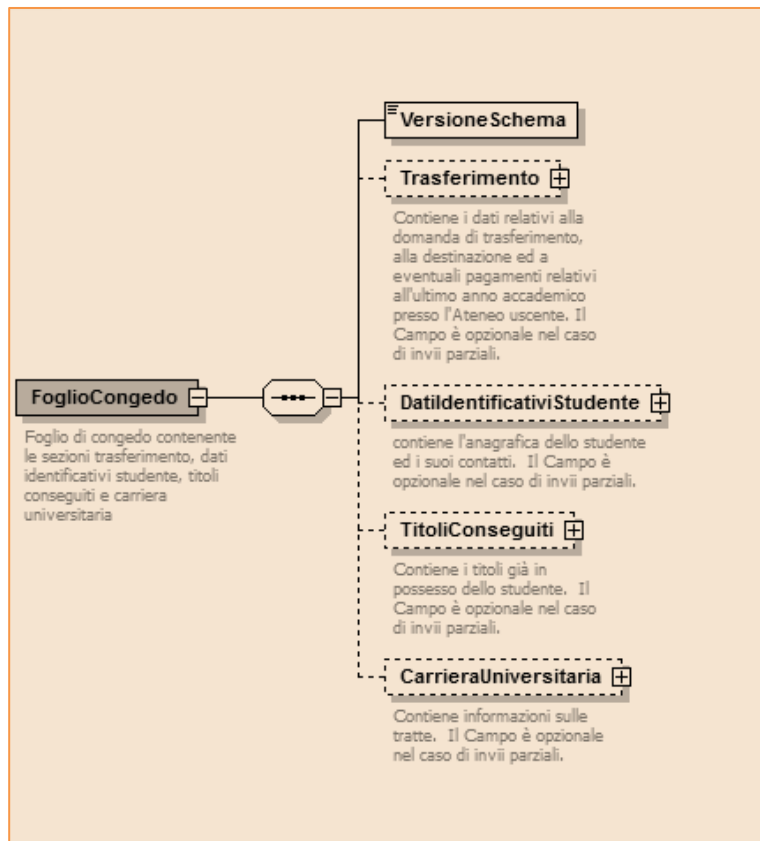 VersioneSchema
Trasferimento
Contiene i dati relativi alla
domanda di trasferimento,
alla destinazione ed a
eventuali pagamenti relativi
all'ultimo anno accademico
presso l'Ateneo uscente. Il
Campo è opzionale nel caso
di invii parziali.
FoglioCongedo
Foglio di congedo contenente
le sezioni trasferimento, dati
identificativi studente, titoli
conseguiti e carriera
universitaria
DatiIdentificativiStudente
contiene l'anagrafica dello studente
ed i suoi contatti. Il Campo è
opzionale nel caso di invii parziali.
TitoliConseguiti
Contiene i titoli già in
possesso dello studente. Il
Campo è opzionale nel caso
di invii parziali.
CarrieraUniversitaria
Contiene informazioni sulle
tratte. Il Campo è opzionale
nel caso di invii parziali.